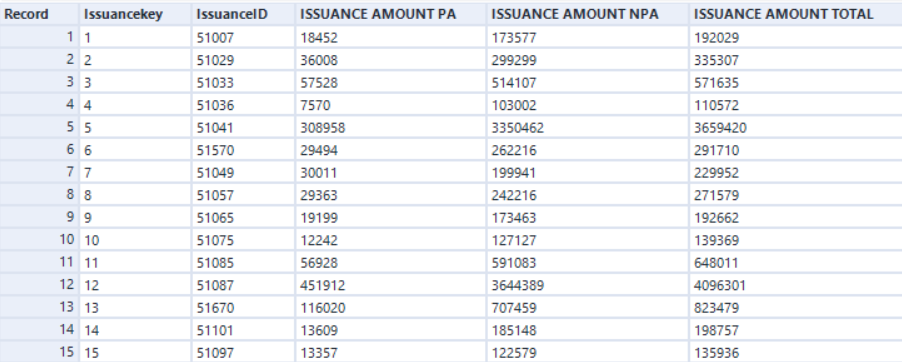 Record Issuancekey IssuanceID ISSUANCE AMOUNT PA ISSUANCE AMOUNT NPA ISSUANCE AMOUNT TOTAL
1 1 51007 18452 173577 192029
2 2 51029 36008 299299 335307
3 3 51033 57528 514107 571635
4 4 51036 7570 103002 110572
5 5 51041 308958 3350462 3659420
6 6 51570 29494 262216 291710
7 7 51049 30011 199941 229952
8 8 51057 29363 242216 271579
9 9 51065 19199 173463 192662
10 10 51075 12242 127127 139369
11 11 51085 56928 591083 648011
12 12 51087 451912 3644389 4096301
13 13 51670 116020 707459 823479
14 14 51101 13609 185148 198757
15 15 51097 13357 122579 135936